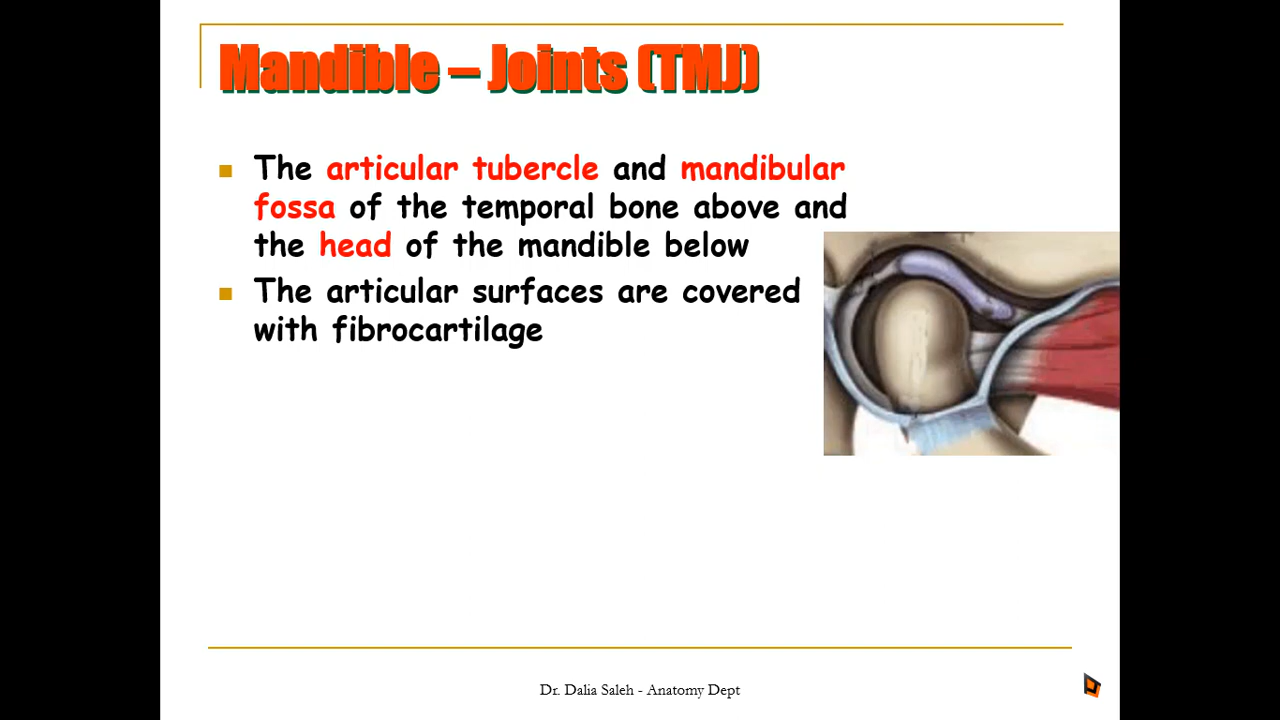 Mandible – Joints (TMJ)
The articular tubercle and mandibular
fossa of the temporal bone above and
the head of the mandible below
The articular surfaces are covered
with fibrocartilage
Dr. Dalia Saleh - Anatomy Dept